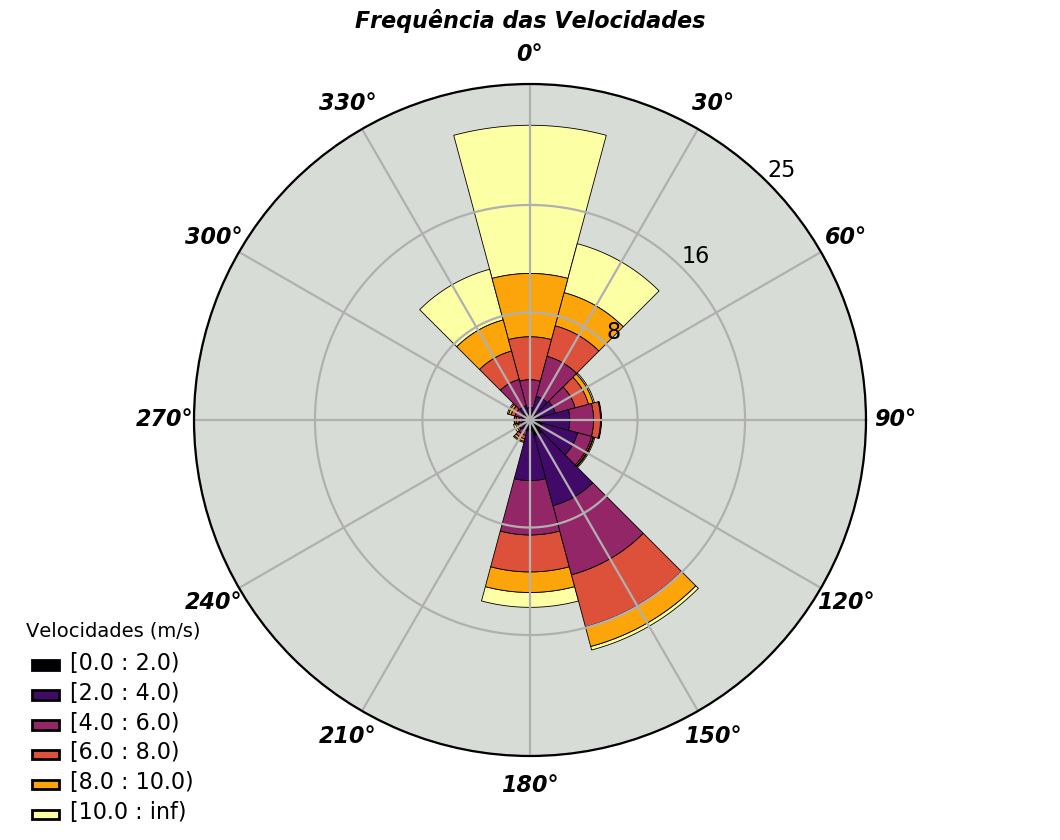 Frequência das Velocidades
0°
330°
30°
25
300°
60°
16
8
270°
90°
240°
120°
210°
150°
180°
Velocidades (m/s)
[0.0 : 2.0)
[2.0 : 4.0)
[4.0 : 6.0)
[6.0 : 8.0)
[8.0 : 10.0)
[10.0 : inf)